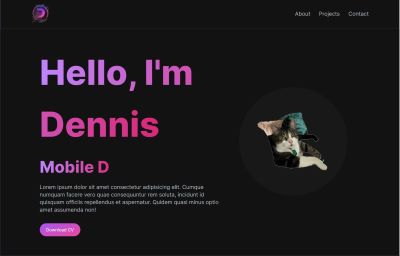 About Projects Contact
Hello, I'm
Dennis
Mobile D
Lorem ipsum dolor sit amet consectetur adipisicing elit. Cumque
numquam facere vero quae consequuntur rem soluta, incidunt id
quisquam officiis repellendus et aspernatur. Quidem quasi minus optio
amet assumenda non!
Download CV